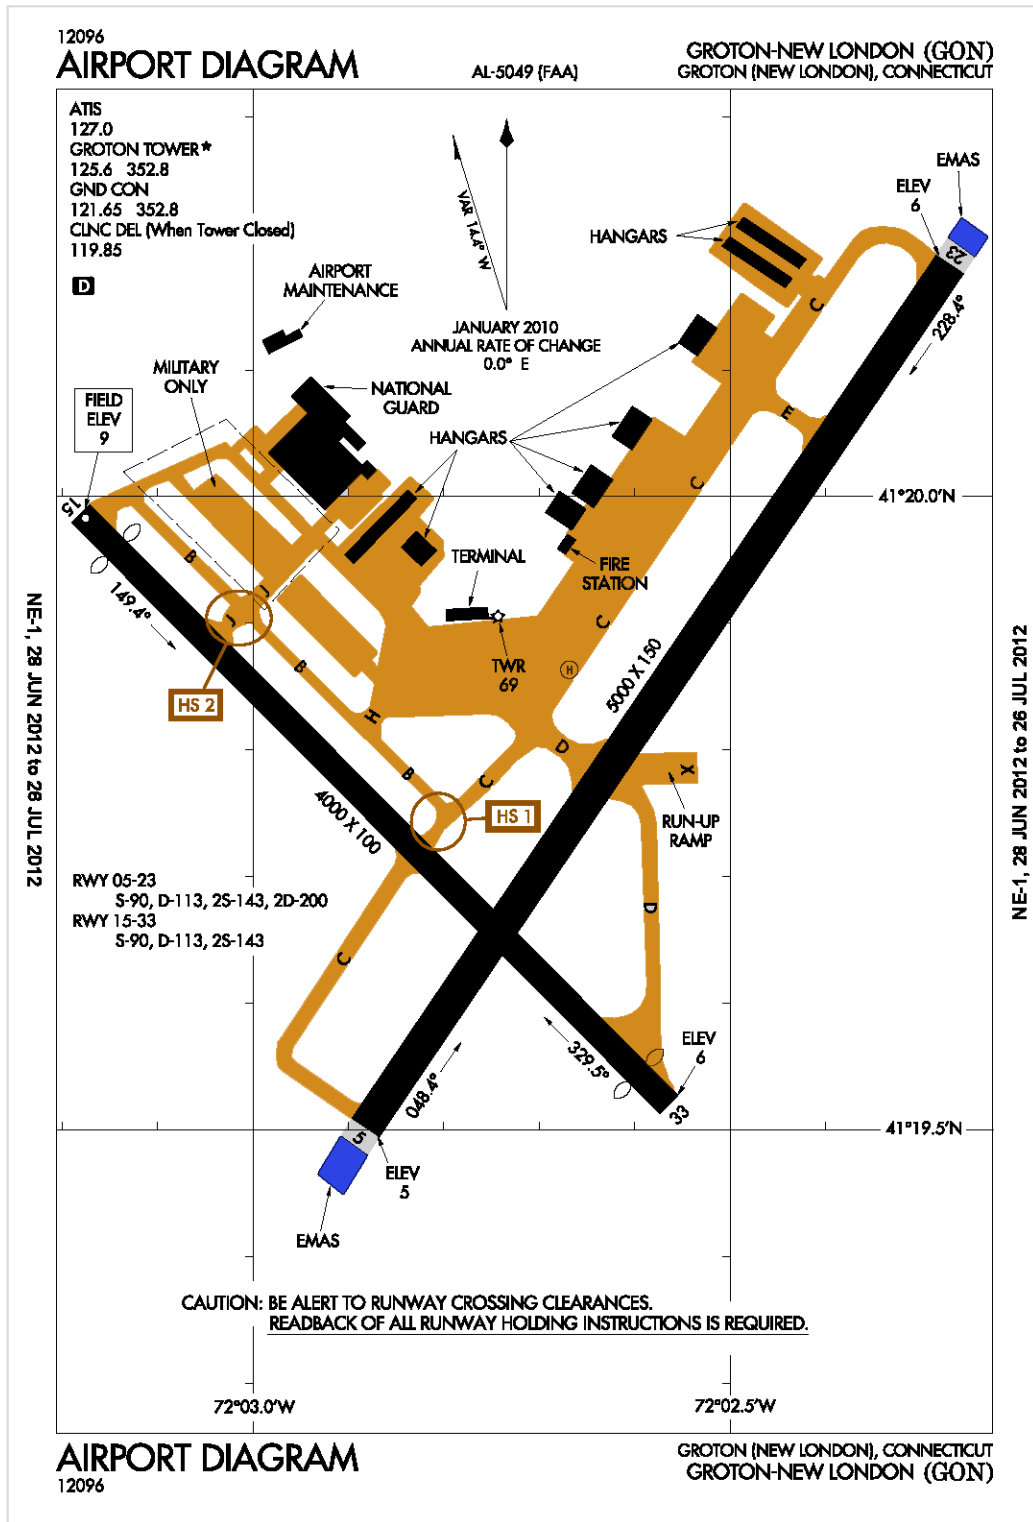 12096
AIRPORT DIAGRAM
AL-5049 (FAA)
GROTON-NEW LONDON (GON)
GROTON (NEW LONDON), CONNECTICUT
ATIS
127.0
GROTON TOWER*
125.6 352.8
GND CON
121.65 352.8
CLNC DEL (When Tower Closed)
119.85
D
VAR 14.4° W
JANUARY 2010
ANNUAL RATE OF CHANGE
0.0° E
EMAS
ELEV
6
23
228.4°
HANGARS
C
AIRPORT
MAINTENANCE
MILITARY
ONLY
NATIONAL
GUARD
FIELD
ELEV
9
HANGARS
E
C
15
41°20.0'N
B
149.4°
J
J
TERMINAL
FIRE
STATION
C
TWR
69
H
5000 X 150
HS 2
B
H
D
B
C
X
HS 1
RUN-UP
RAMP
4000 X 100
RWY 05-23
S-90, D-113, 2S-143, 2D-200
RWY 15-33
S-90, D-113, 2S-143
D
C
329.5°
ELEV
6
33
048.4°
5
ELEV
5
EMAS
41°19.5'N
CAUTION: BE ALERT TO RUNWAY CROSSING CLEARANCES.
READBACK OF ALL RUNWAY HOLDING INSTRUCTIONS IS REQUIRED.
72°03.0'W
72°02.5'W
NE-1, 28 JUN 2012 to 26 JUL 2012
NE-1, 28 JUN 2012 to 26 JUL 2012
AIRPORT DIAGRAM
12096
GROTON (NEW LONDON), CONNECTICUT
GROTON-NEW LONDON (GON)